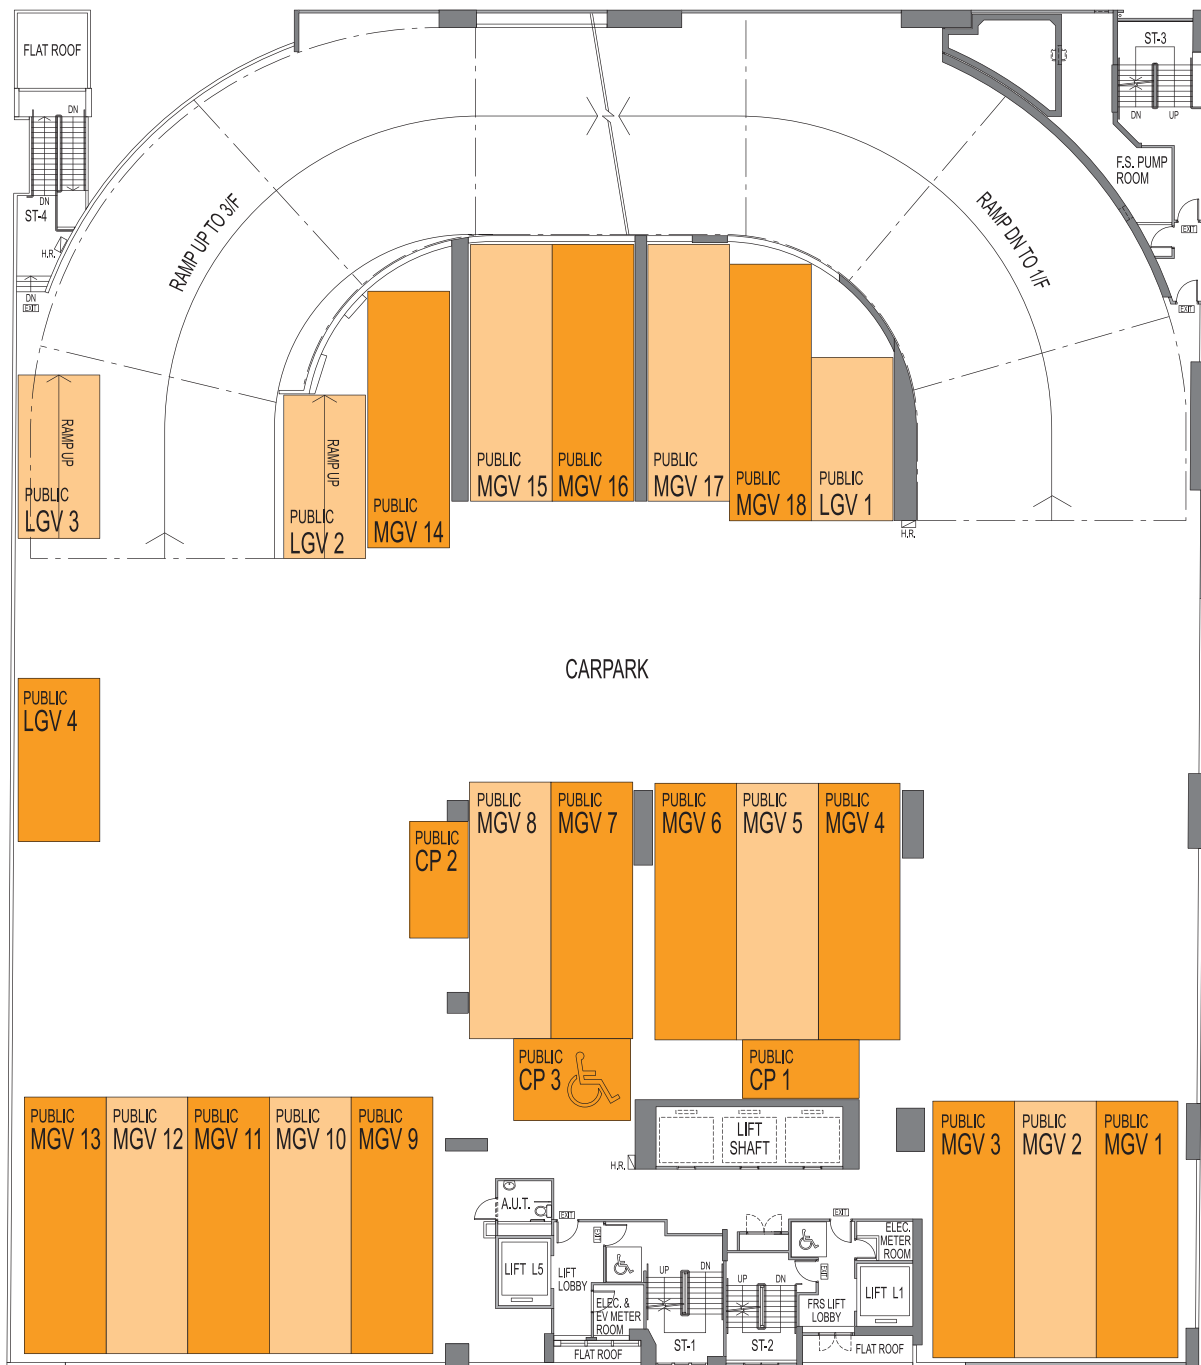 FLAT ROOF
ST-3
DN
DN
UP
F.S. PUMP
ROOM
DN
ST-4
H.R.
RAMP UP TO 3/F
RAMP DN TO 1/F
EXIT
DN
EXIT
EXIT
RAMP UP
PUBLIC
LGV 3
RAMP UP
PUBLIC
LGV 2
PUBLIC
MGV 14
PUBLIC
MGV 15
PUBLIC
MGV 16
PUBLIC
MGV 17
PUBLIC
MGV 18
PUBLIC
LGV 1
H.R.
CARPARK
PUBLIC
LGV 4
PUBLIC
CP 2
PUBLIC
MGV 8
PUBLIC
MGV 7
PUBLIC
MGV 6
PUBLIC
MGV 5
PUBLIC
MGV 4
PUBLIC
CP 3
PUBLIC
CP 1
PUBLIC
MGV 13
PUBLIC
MGV 12
PUBLIC
MGV 11
PUBLIC
MGV 10
PUBLIC
MGV 9
LIFT
SHAFT
H.R.
PUBLIC
MGV 3
PUBLIC
MGV 2
PUBLIC
MGV 1
A.U.T.
EXIT
EXIT
EXIT
ELEC.
METER
ROOM
LIFT L5
LIFT
LOBBY
UP
DN
UP
DN
EXIT
LIFT L1
ELEC. &
EV METER
ROOM
FRS LIFT
LOBBY
ST-1
ST-2
FLAT ROOF
FLAT ROOF